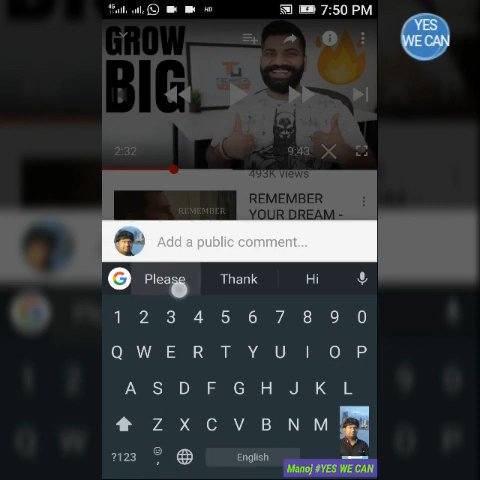 4G
HD
7:50 PM
YES
WE CAN
GROW
BIG
2:32
9:43
493K views
REMEMBER
REMEMBER
YOUR DREAM -
Add a public comment...
G
Please
Thank
Hi
1 2 3 4 5 6 7 8 9 0
Q W E R T Y U I O P
A S D F G H J K L
Z X C V B N M
?123
,
English
Manoj #YES WE CAN